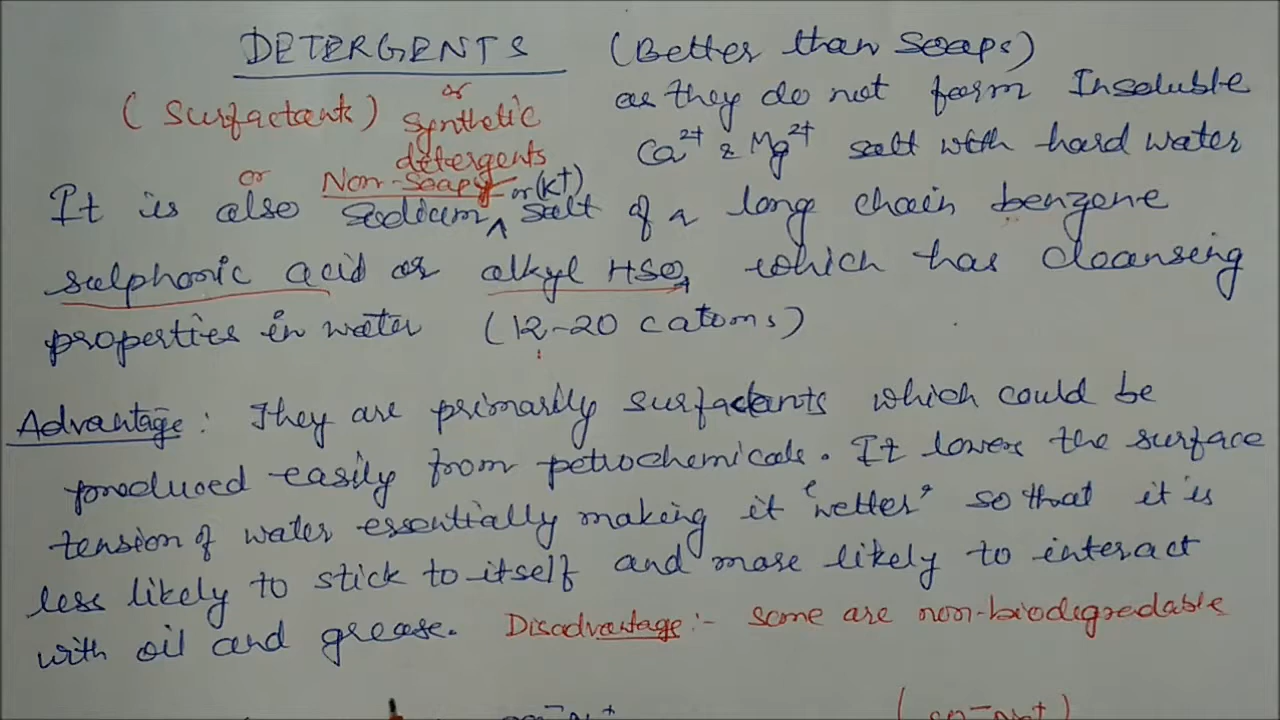 DETERGENTS (Better than soaps)
(Surfactants) or Synthetic detergents
as they do not form Insoluble
Ca²⁺ & Mg²⁺ salt with hard water
or Non-Soapy or (K⁺)
It is also sodium ^ salt of a long chain benzene
sulphonic acid or alkyl HSO₄ which has cleansing
properties in water (12-20 C atoms)
Advantage: They are primarily surfactants which could be
produced easily from petrochemicals. It lowers the surface
tension of water essentially making it 'wetter' so that it is
less likely to stick to itself and more likely to interact
with oil and grease. Disadvantage:- some are non-biodegredable